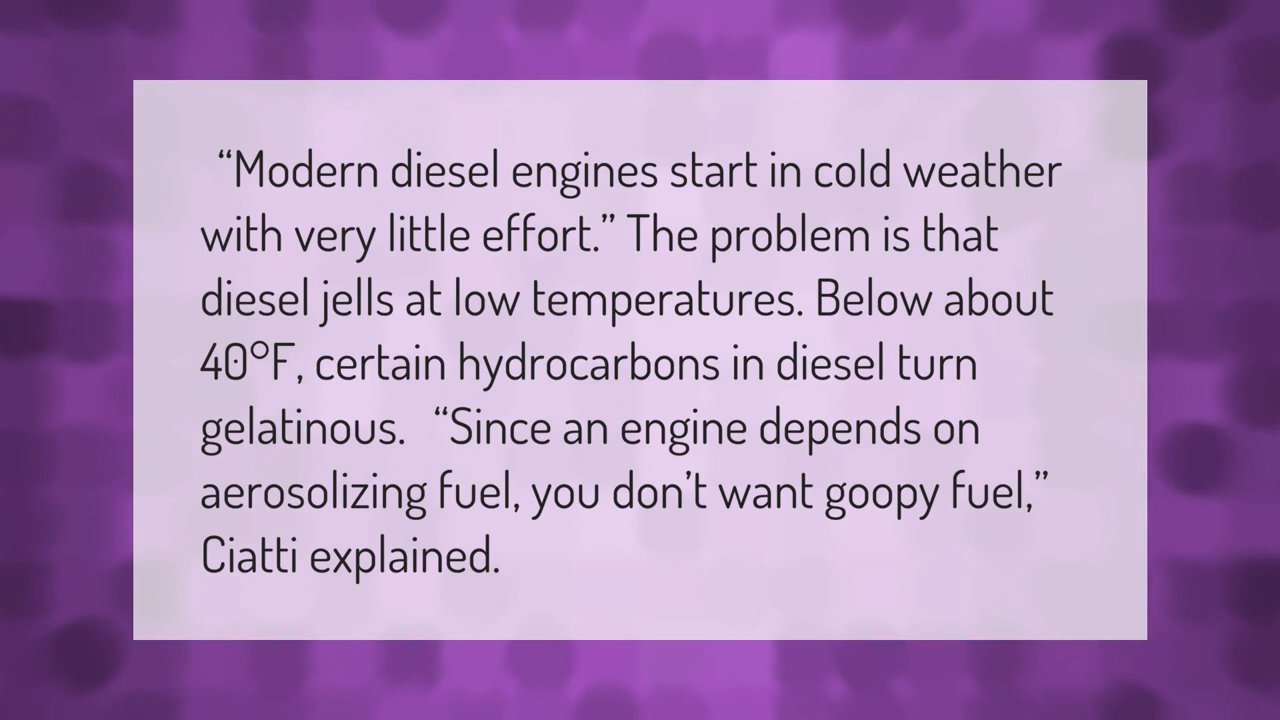 “Modern diesel engines start in cold weather
with very little effort.” The problem is that
diesel jells at low temperatures. Below about
40°F, certain hydrocarbons in diesel turn
gelatinous. “Since an engine depends on
aerosolizing fuel, you don’t want goopy fuel,”
Ciatti explained.